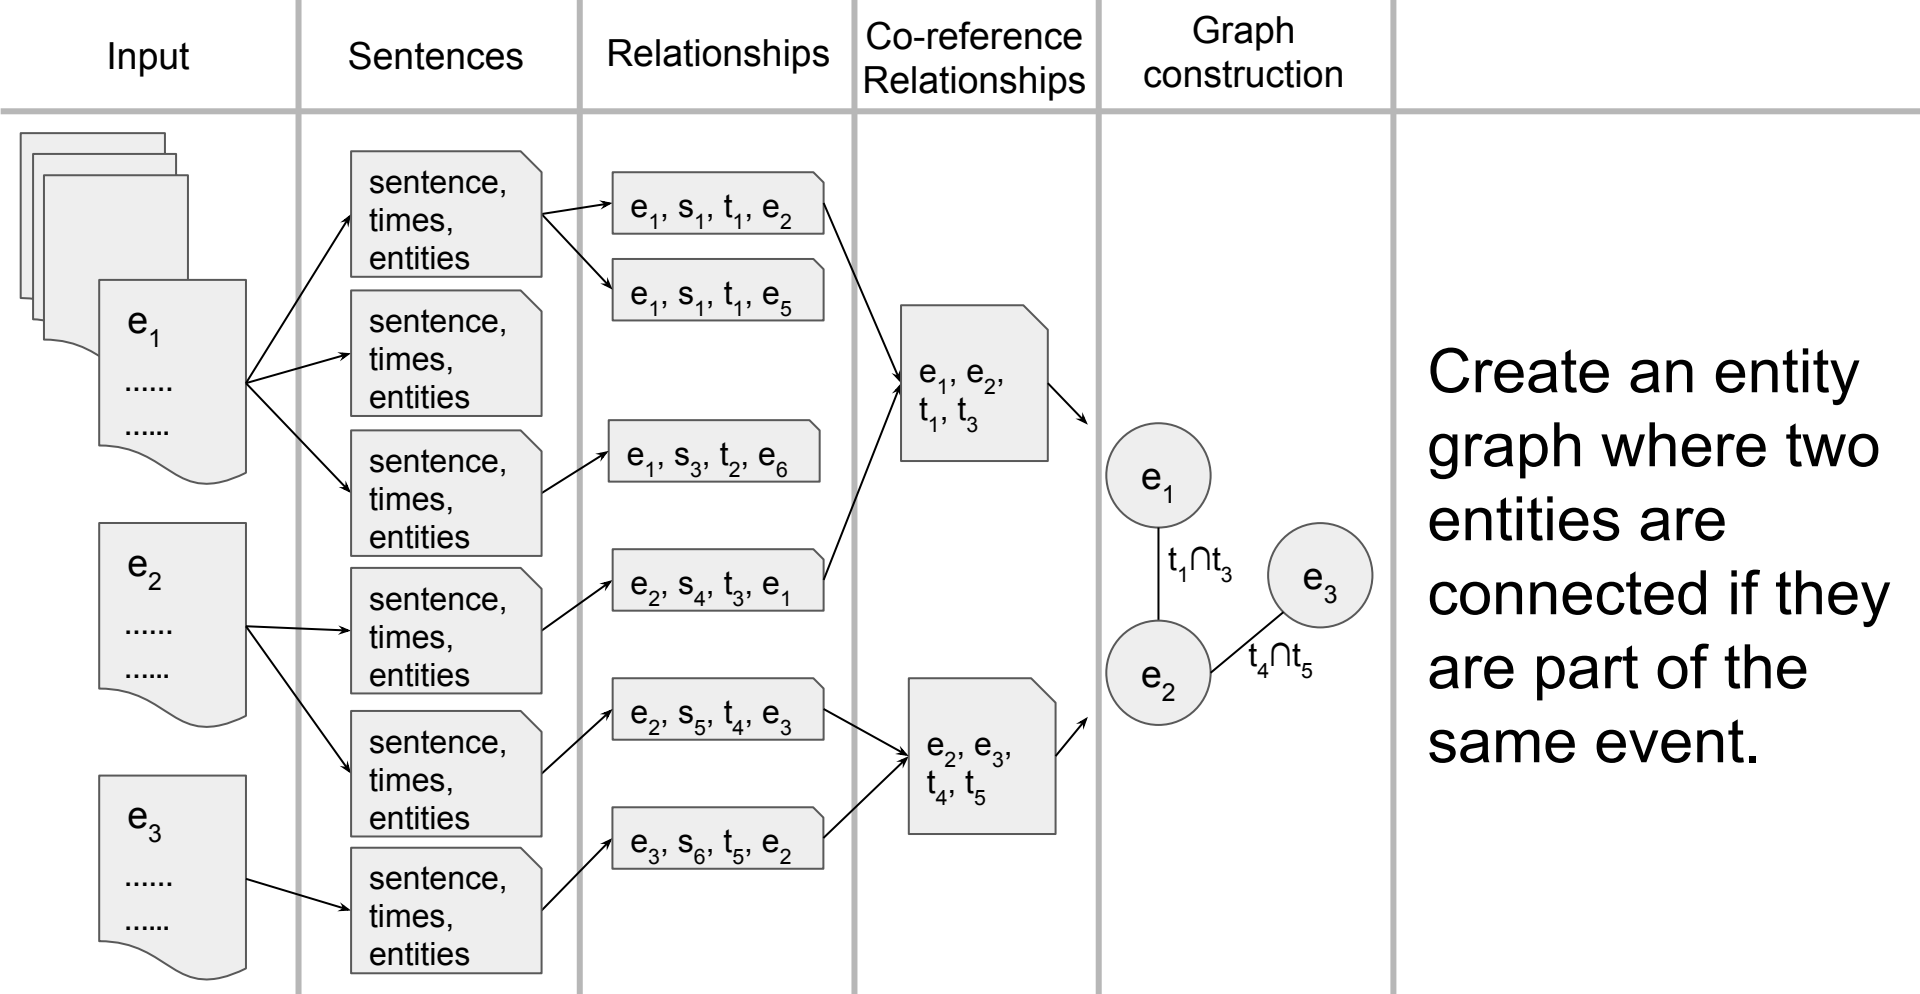 Input
Sentences
Relationships
Co-reference
Relationships
Graph
construction
e₁
......
......
e₂
......
......
e₃
......
......
sentence,
times,
entities
sentence,
times,
entities
sentence,
times,
entities
sentence,
times,
entities
sentence,
times,
entities
sentence,
times,
entities
e₁, s₁, t₁, e₂
e₁, s₁, t₁, e₅
e₁, s₃, t₂, e₆
e₂, s₄, t₃, e₁
e₂, s₅, t₄, e₃
e₃, s₆, t₅, e₂
e₁, e₂,
t₁, t₃
e₂, e₃,
t₄, t₅
e₁
t₁∩t₃
e₃
t₄∩t₅
e₂
Create an entity
graph where two
entities are
connected if they
are part of the
same event.